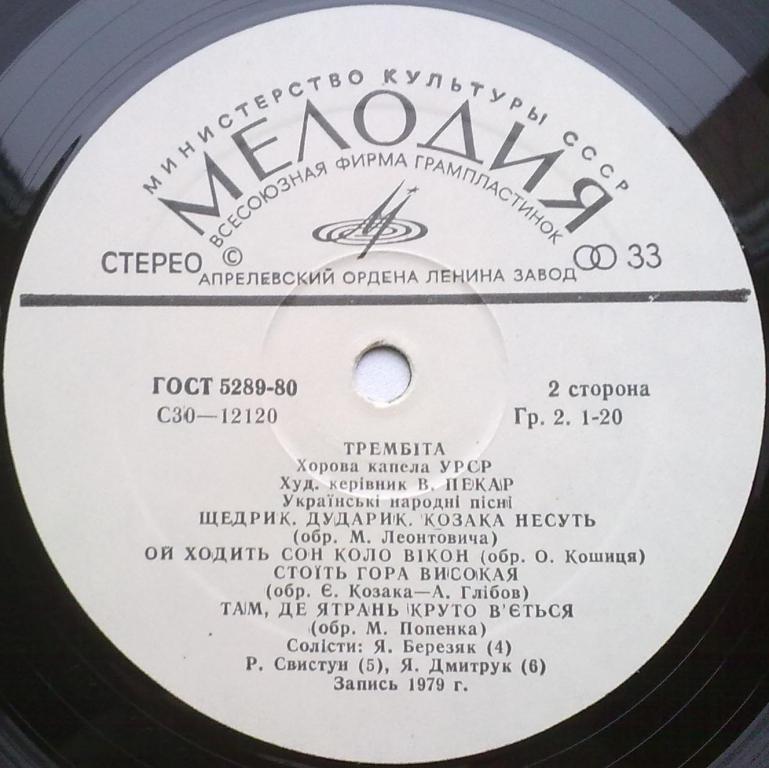 МИНИСТЕРСТВО КУЛЬТУРЫ СССР
МЕЛОДИЯ
ВСЕСОЮЗНАЯ ФИРМА ГРАМПЛАСТИНОК
СТЕРЕО © 33
АПРЕЛЕВСКИЙ ОРДЕНА ЛЕНИНА ЗАВОД
ГОСТ 5289-80 2 сторона
С30—12120 Гр. 2. 1-20
ТРЕМБІТА
Хорова капела УРСР
Худ. керівник В. ПЕКАР
Українські народні пісні
ЩЕДРИК. ДУДАРИК. КОЗАКА НЕСУТЬ
(обр. М. Леонтовича)
ОЙ ХОДИТЬ СОН КОЛО ВІКОН (обр. О. Кошиця)
СТОЇТЬ ГОРА ВИСОКАЯ
(обр. Є. Козака—А. Глібов)
ТАМ, ДЕ ЯТРАНЬ КРУТО В'ЄТЬСЯ
(обр. М. Попенка)
Солісти: Я. Березяк (4)
Р. Свистун (5), Я. Дмитрук (6)
Запись 1979 г.